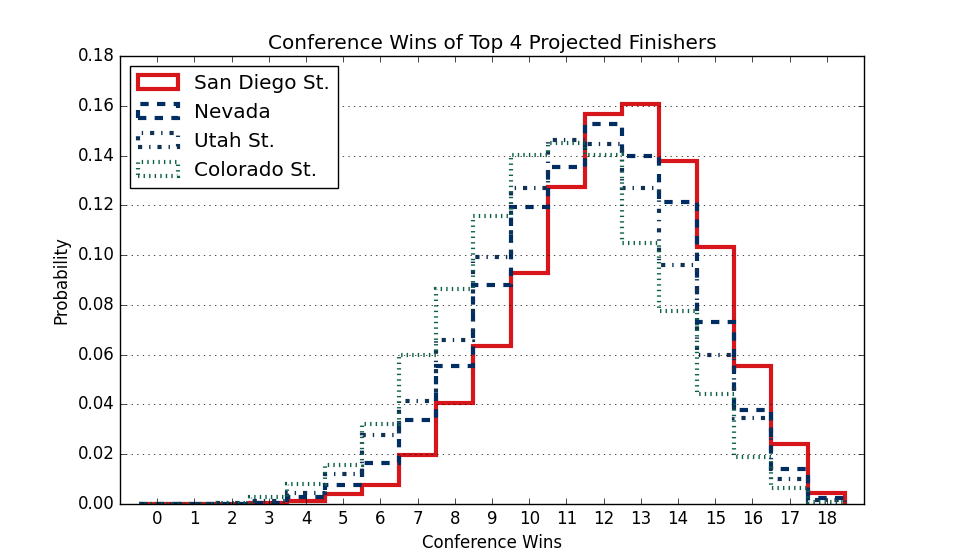 Conference Wins of Top 4 Projected Finishers
0.18
0.16
0.14
0.12
0.10
0.08
0.06
0.04
0.02
0.00
Probability
San Diego St.
Nevada
Utah St.
Colorado St.
0 1 2 3 4 5 6 7 8 9 10 11 12 13 14 15 16 17 18
Conference Wins